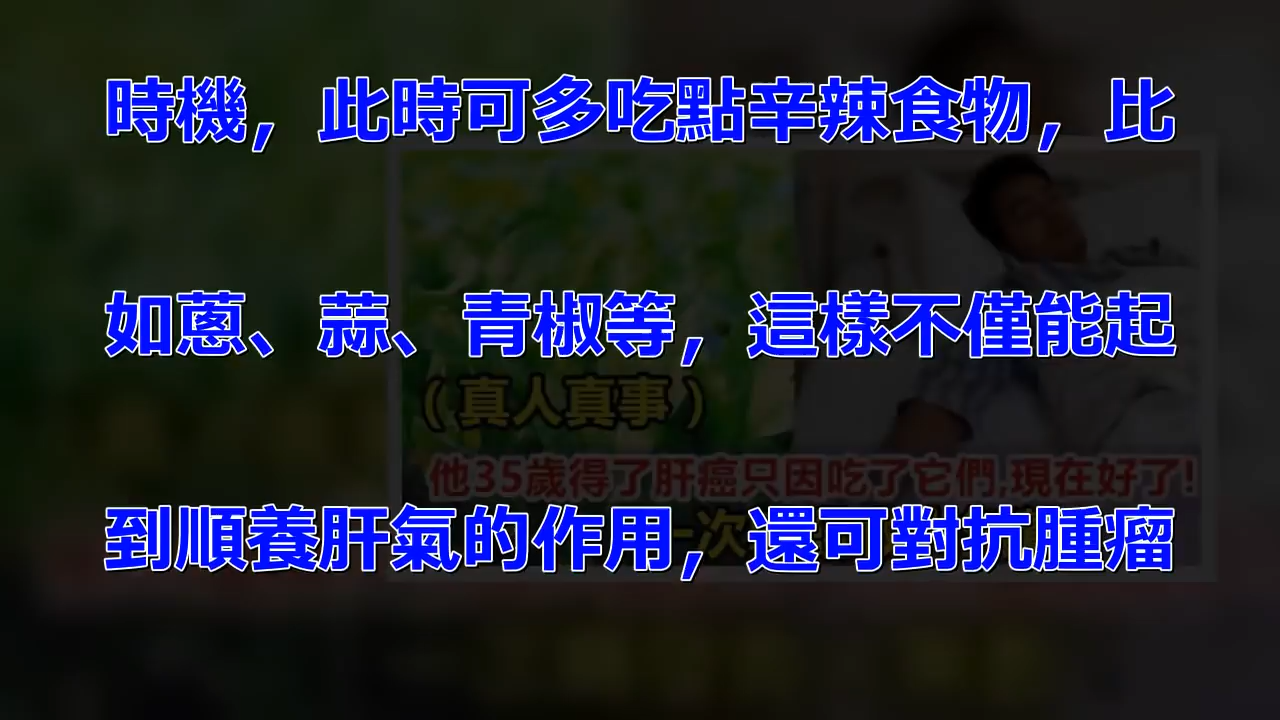 時機，此時可多吃點辛辣食物，比
如蔥、蒜、青椒等，這樣不僅能起
（真人真事）
他35歲得了肝癌只因吃了它們,現在好了!
到順養肝氣的作用，還可對抗腫瘤